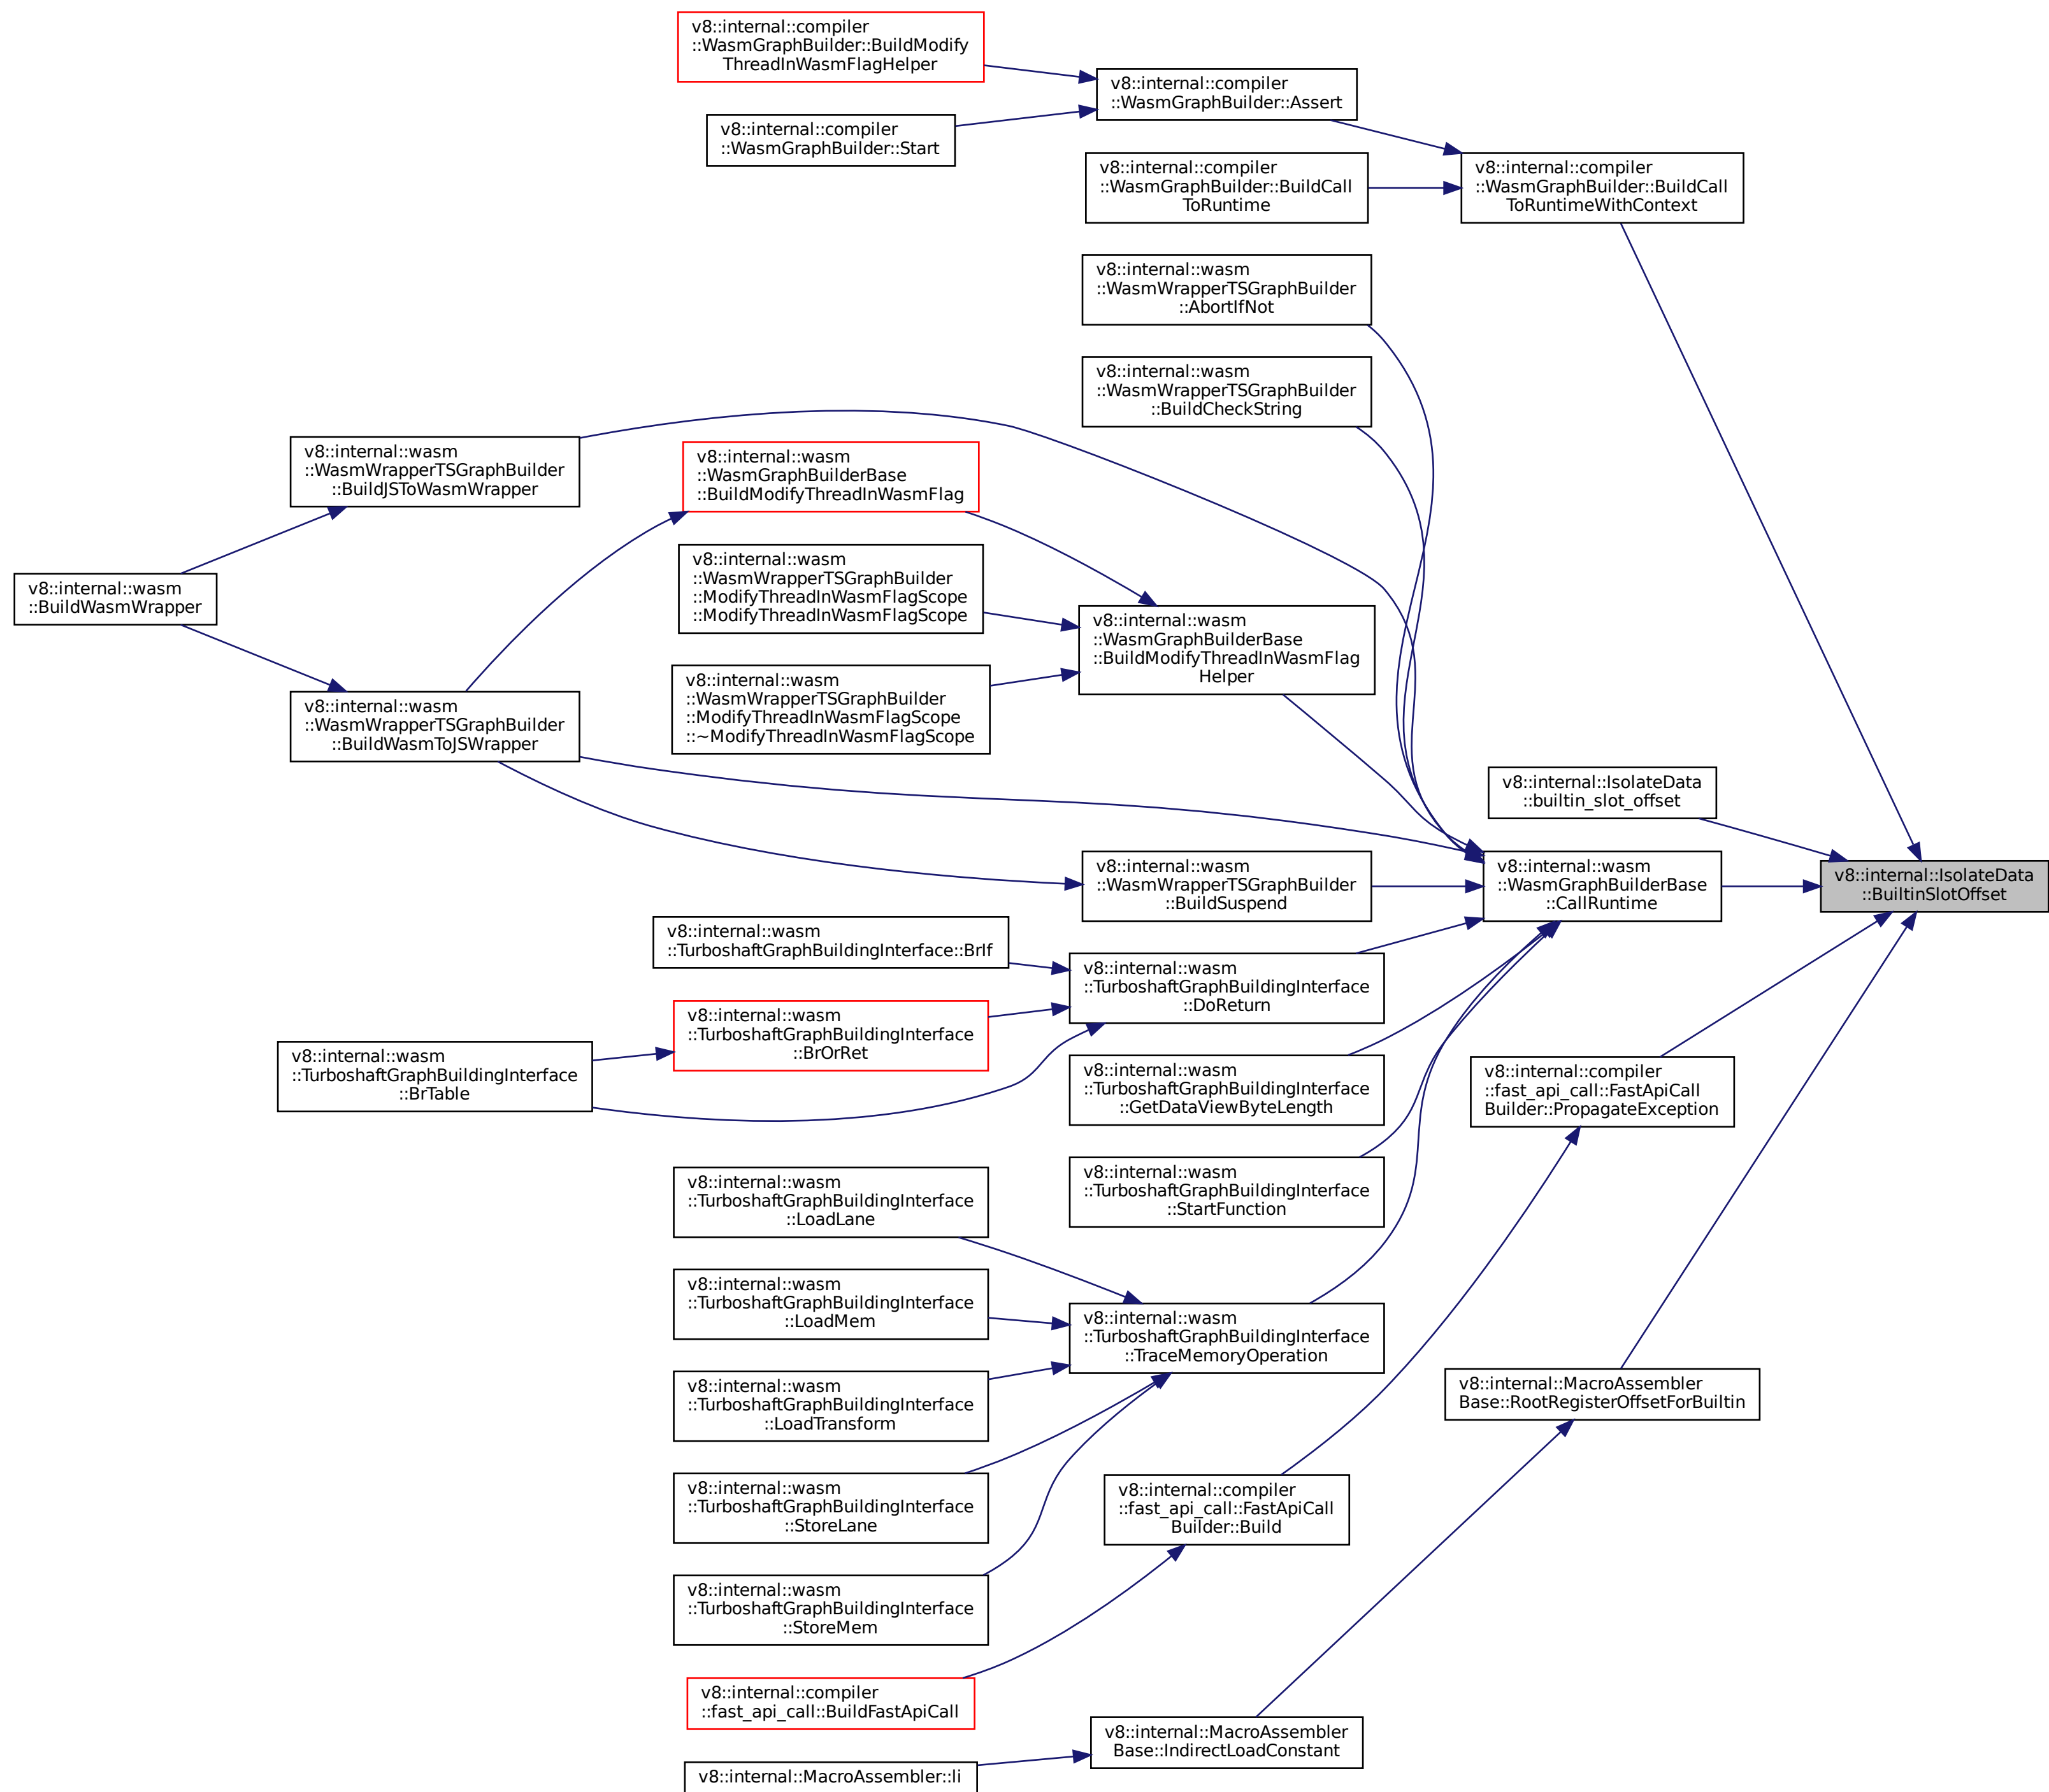 v8::internal::compiler
::WasmGraphBuilder::BuildModify
ThreadInWasmFlagHelper
v8::internal::compiler
::WasmGraphBuilder::Assert
v8::internal::compiler
::WasmGraphBuilder::Start
v8::internal::compiler
::WasmGraphBuilder::BuildCall
ToRuntime
v8::internal::compiler
::WasmGraphBuilder::BuildCall
ToRuntimeWithContext
v8::internal::wasm
::WasmWrapperTSGraphBuilder
::AbortIfNot
v8::internal::wasm
::WasmWrapperTSGraphBuilder
::BuildCheckString
v8::internal::wasm
::WasmWrapperTSGraphBuilder
::BuildJSToWasmWrapper
v8::internal::wasm
::WasmGraphBuilderBase
::BuildModifyThreadInWasmFlag
v8::internal::wasm
::WasmWrapperTSGraphBuilder
::ModifyThreadInWasmFlagScope
::ModifyThreadInWasmFlagScope
v8::internal::wasm
::BuildWasmWrapper
v8::internal::wasm
::WasmGraphBuilderBase
::BuildModifyThreadInWasmFlag
Helper
v8::internal::wasm
::WasmWrapperTSGraphBuilder
::ModifyThreadInWasmFlagScope
::~ModifyThreadInWasmFlagScope
v8::internal::wasm
::WasmWrapperTSGraphBuilder
::BuildWasmToJSWrapper
v8::internal::IsolateData
::builtin_slot_offset
v8::internal::wasm
::WasmWrapperTSGraphBuilder
::BuildSuspend
v8::internal::wasm
::WasmGraphBuilderBase
::CallRuntime
v8::internal::IsolateData
::BuiltinSlotOffset
v8::internal::wasm
::TurboshaftGraphBuildingInterface::BrIf
v8::internal::wasm
::TurboshaftGraphBuildingInterface
::DoReturn
v8::internal::wasm
::TurboshaftGraphBuildingInterface
::BrOrRet
v8::internal::wasm
::TurboshaftGraphBuildingInterface
::BrTable
v8::internal::wasm
::TurboshaftGraphBuildingInterface
::GetDataViewByteLength
v8::internal::compiler
::fast_api_call::FastApiCall
Builder::PropagateException
v8::internal::wasm
::TurboshaftGraphBuildingInterface
::StartFunction
v8::internal::wasm
::TurboshaftGraphBuildingInterface
::LoadLane
v8::internal::wasm
::TurboshaftGraphBuildingInterface
::LoadMem
v8::internal::wasm
::TurboshaftGraphBuildingInterface
::TraceMemoryOperation
v8::internal::wasm
::TurboshaftGraphBuildingInterface
::LoadTransform
v8::internal::MacroAssembler
Base::RootRegisterOffsetForBuiltin
v8::internal::wasm
::TurboshaftGraphBuildingInterface
::StoreLane
v8::internal::compiler
::fast_api_call::FastApiCall
Builder::Build
v8::internal::wasm
::TurboshaftGraphBuildingInterface
::StoreMem
v8::internal::compiler
::fast_api_call::BuildFastApiCall
v8::internal::MacroAssembler
Base::IndirectLoadConstant
v8::internal::MacroAssembler::li